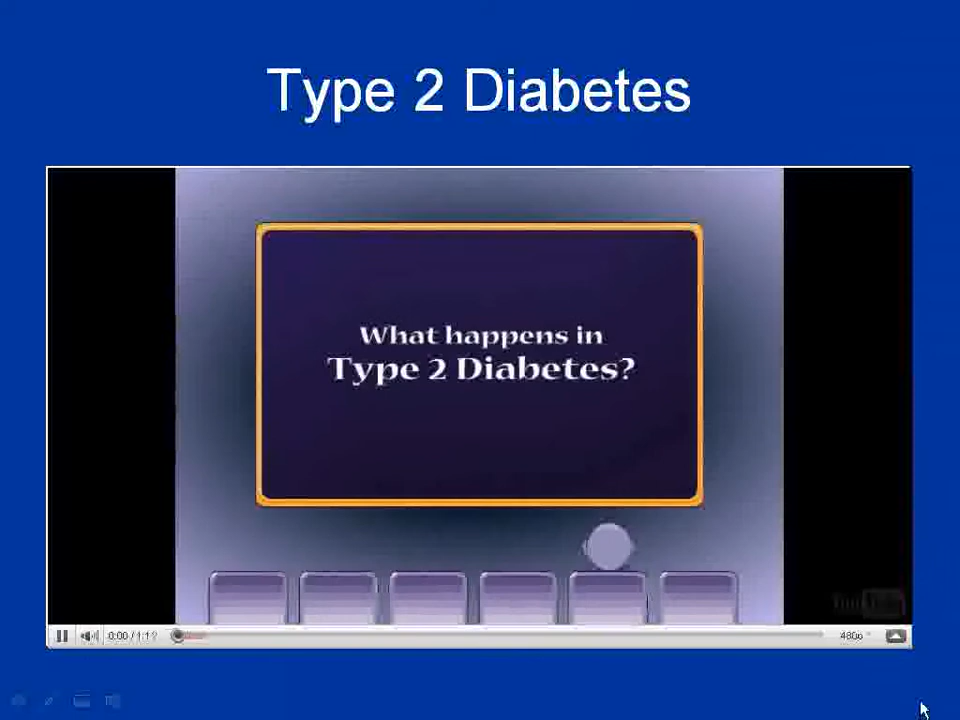 Type 2 Diabetes
What happens in
Type 2 Diabetes?
480p